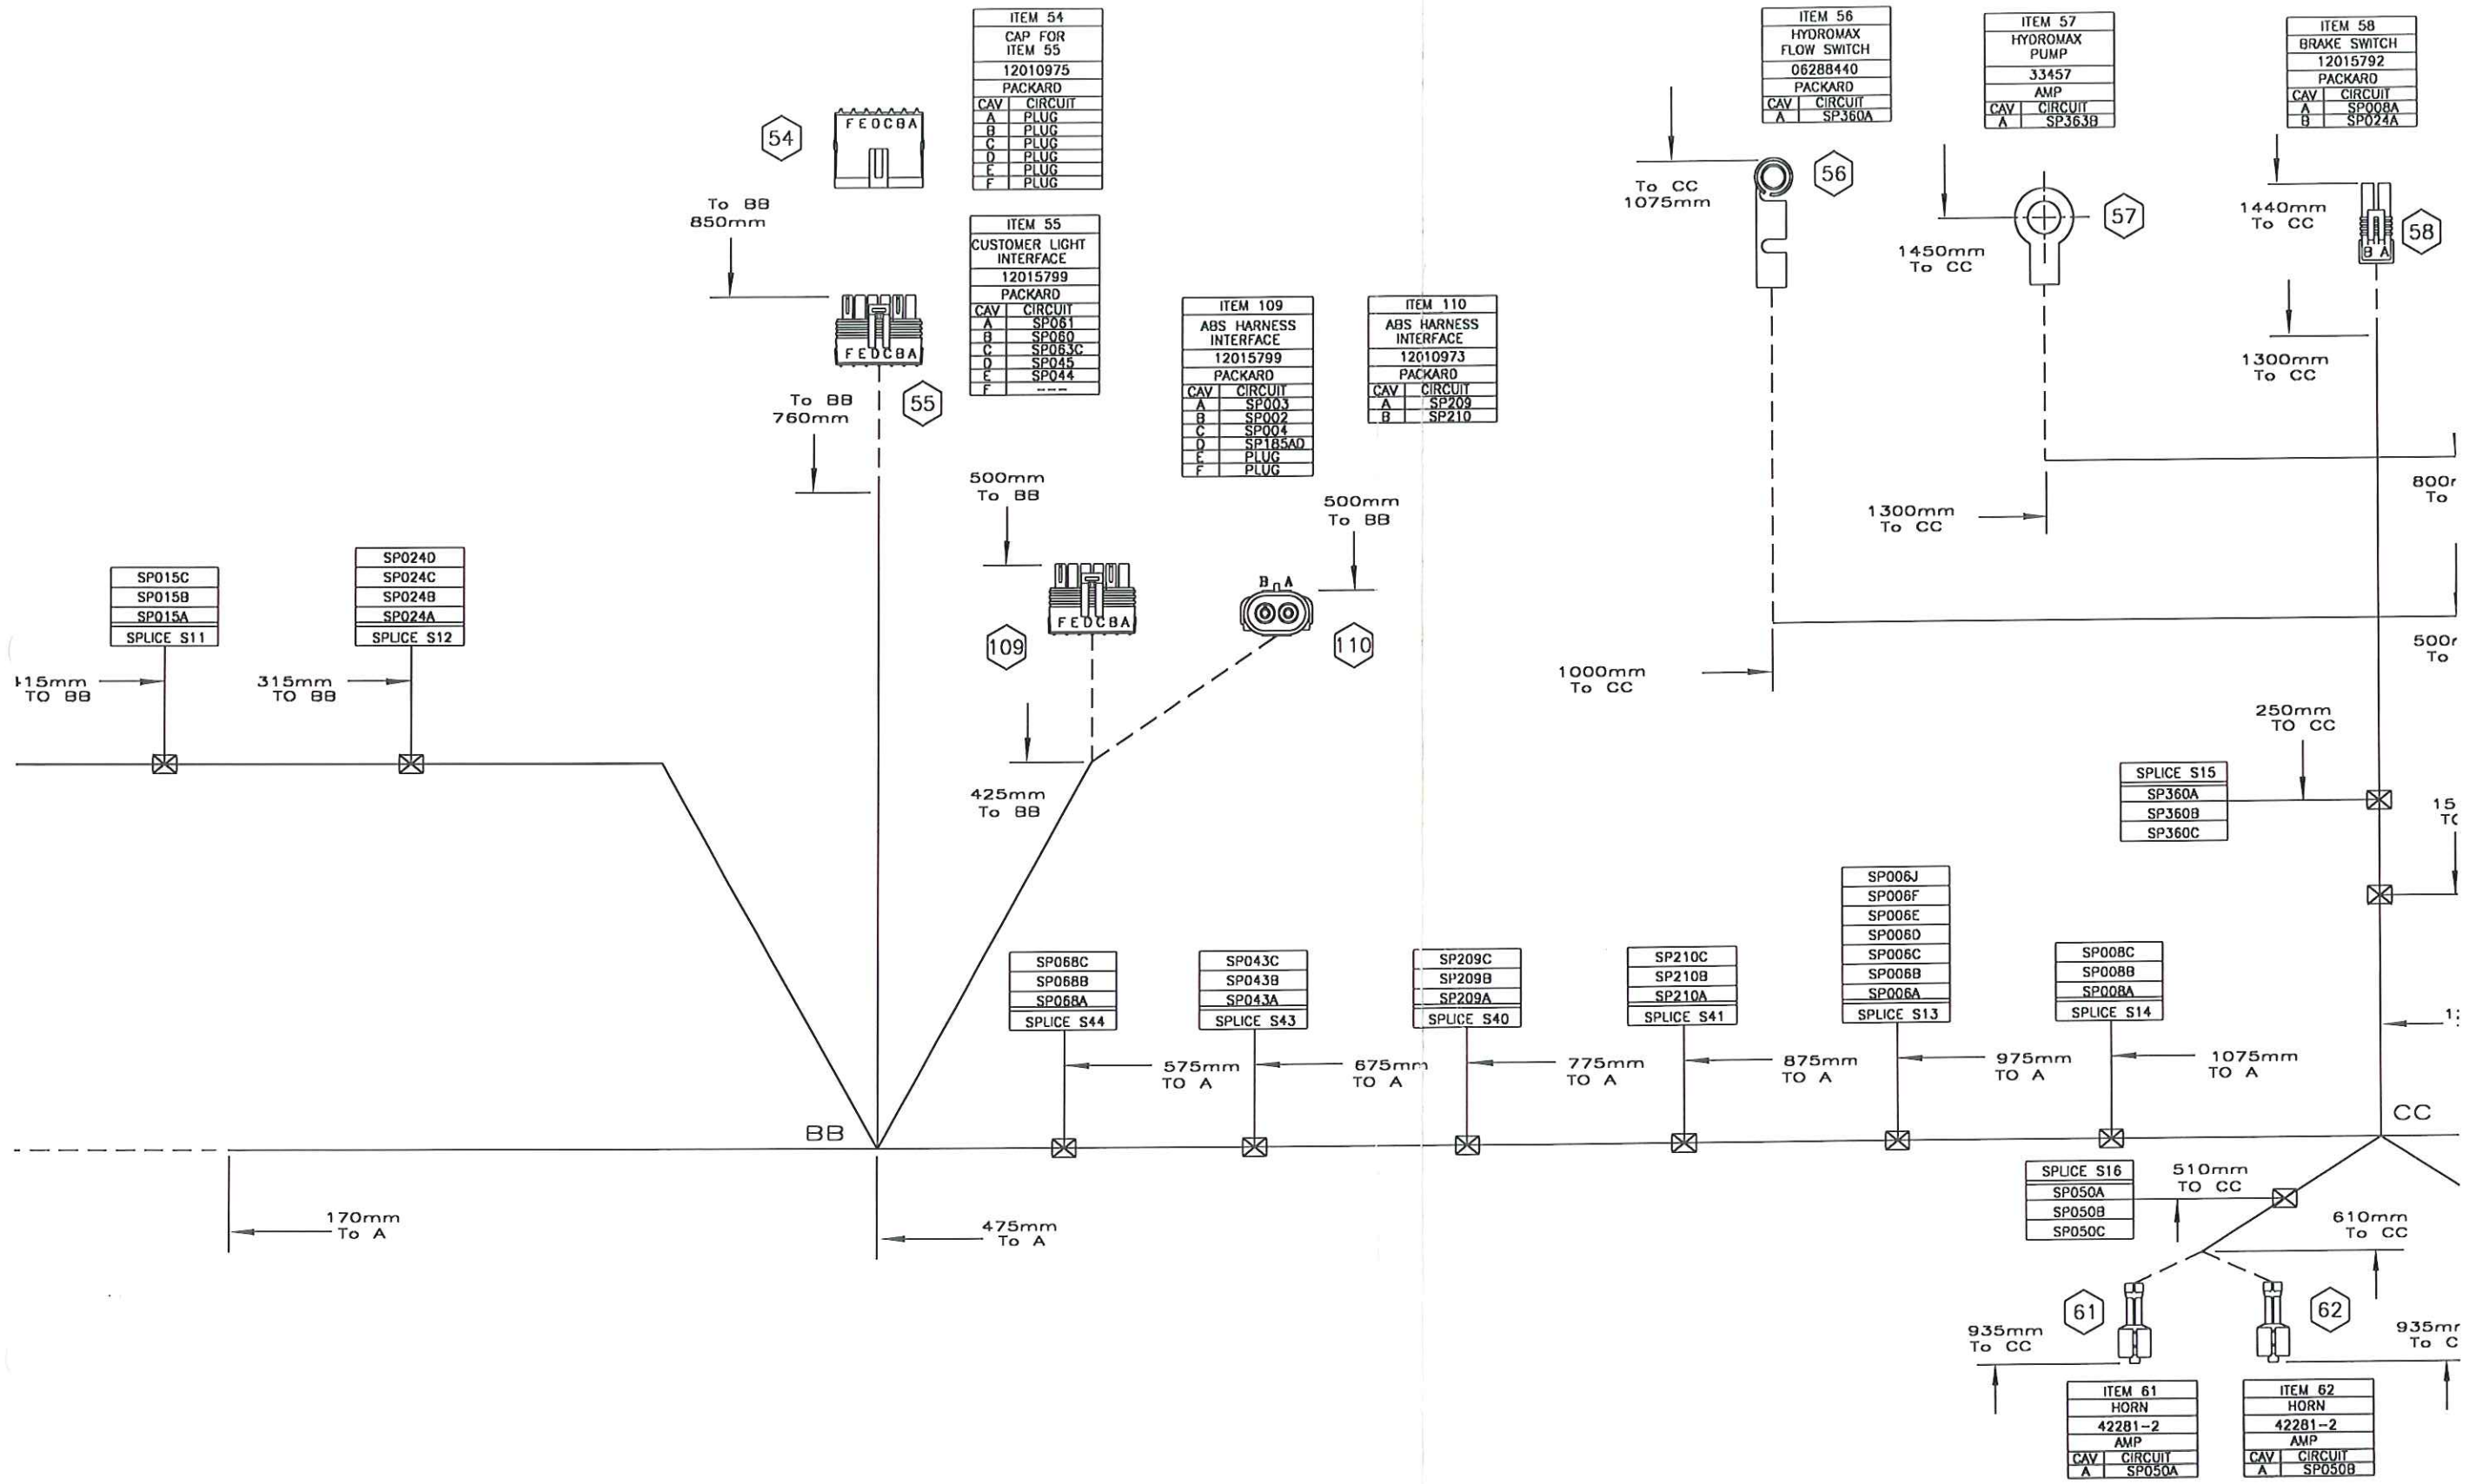 ITEM 54
CAP FOR
ITEM 55
12010975
PACKARD
CAV CIRCUIT
A PLUG
B PLUG
C PLUG
D PLUG
E PLUG
F PLUG
FEDCBA
54
To BB
850mm
ITEM 55
CUSTOMER LIGHT
INTERFACE
12015799
PACKARD
CAV CIRCUIT
A SP061
B SP060
C SP063C
D SP045
E SP044
F ---
FEDCBA
55
To BB
760mm
ITEM 56
HYDROMAX
FLOW SWITCH
06288440
PACKARD
CAV CIRCUIT
A SP360A
56
To CC
1075mm
ITEM 57
HYDROMAX
PUMP
33457
AMP
CAV CIRCUIT
A SP363B
57
1450mm
To CC
ITEM 58
BRAKE SWITCH
12015792
PACKARD
CAV CIRCUIT
A SP008A
B SP024A
1440mm
To CC
B A
58
1300mm
To CC
ITEM 109
ABS HARNESS
INTERFACE
12015799
PACKARD
CAV CIRCUIT
A SP003
B SP002
C SP004
D SP185AD
E PLUG
F PLUG
ITEM 110
ABS HARNESS
INTERFACE
12010973
PACKARD
CAV CIRCUIT
A SP209
B SP210
500mm
To BB
500mm
To BB
FEDCBA
109
B A
110
425mm
To BB
1300mm
To CC
800
To
1000mm
To CC
500
To
SP015C
SP015B
SP015A
SPLICE S11
15mm
TO BB
SP024D
SP024C
SP024B
SP024A
SPLICE S12
315mm
TO BB
250mm
TO CC
SPLICE S15
SP360A
SP360B
SP360C
15
SP068C
SP068B
SP068A
SPLICE S44
575mm
TO A
SP043C
SP043B
SP043A
SPLICE S43
675mm
TO A
SP209C
SP209B
SP209A
SPLICE S40
775mm
TO A
SP210C
SP210B
SP210A
SPLICE S41
875mm
TO A
SP006J
SP006F
SP006E
SP006D
SP006C
SP006B
SP006A
SPLICE S13
975mm
TO A
SP008C
SP008B
SP008A
SPLICE S14
1075mm
TO A
BB
CC
170mm
To A
475mm
To A
SPLICE S16
SP050A
SP050B
SP050C
510mm
TO CC
610mm
To CC
61
62
935mm
To CC
935m
To C
ITEM 61
HORN
42281-2
AMP
CAV CIRCUIT
A SP050A
ITEM 62
HORN
42281-2
AMP
CAV CIRCUIT
A SP050B